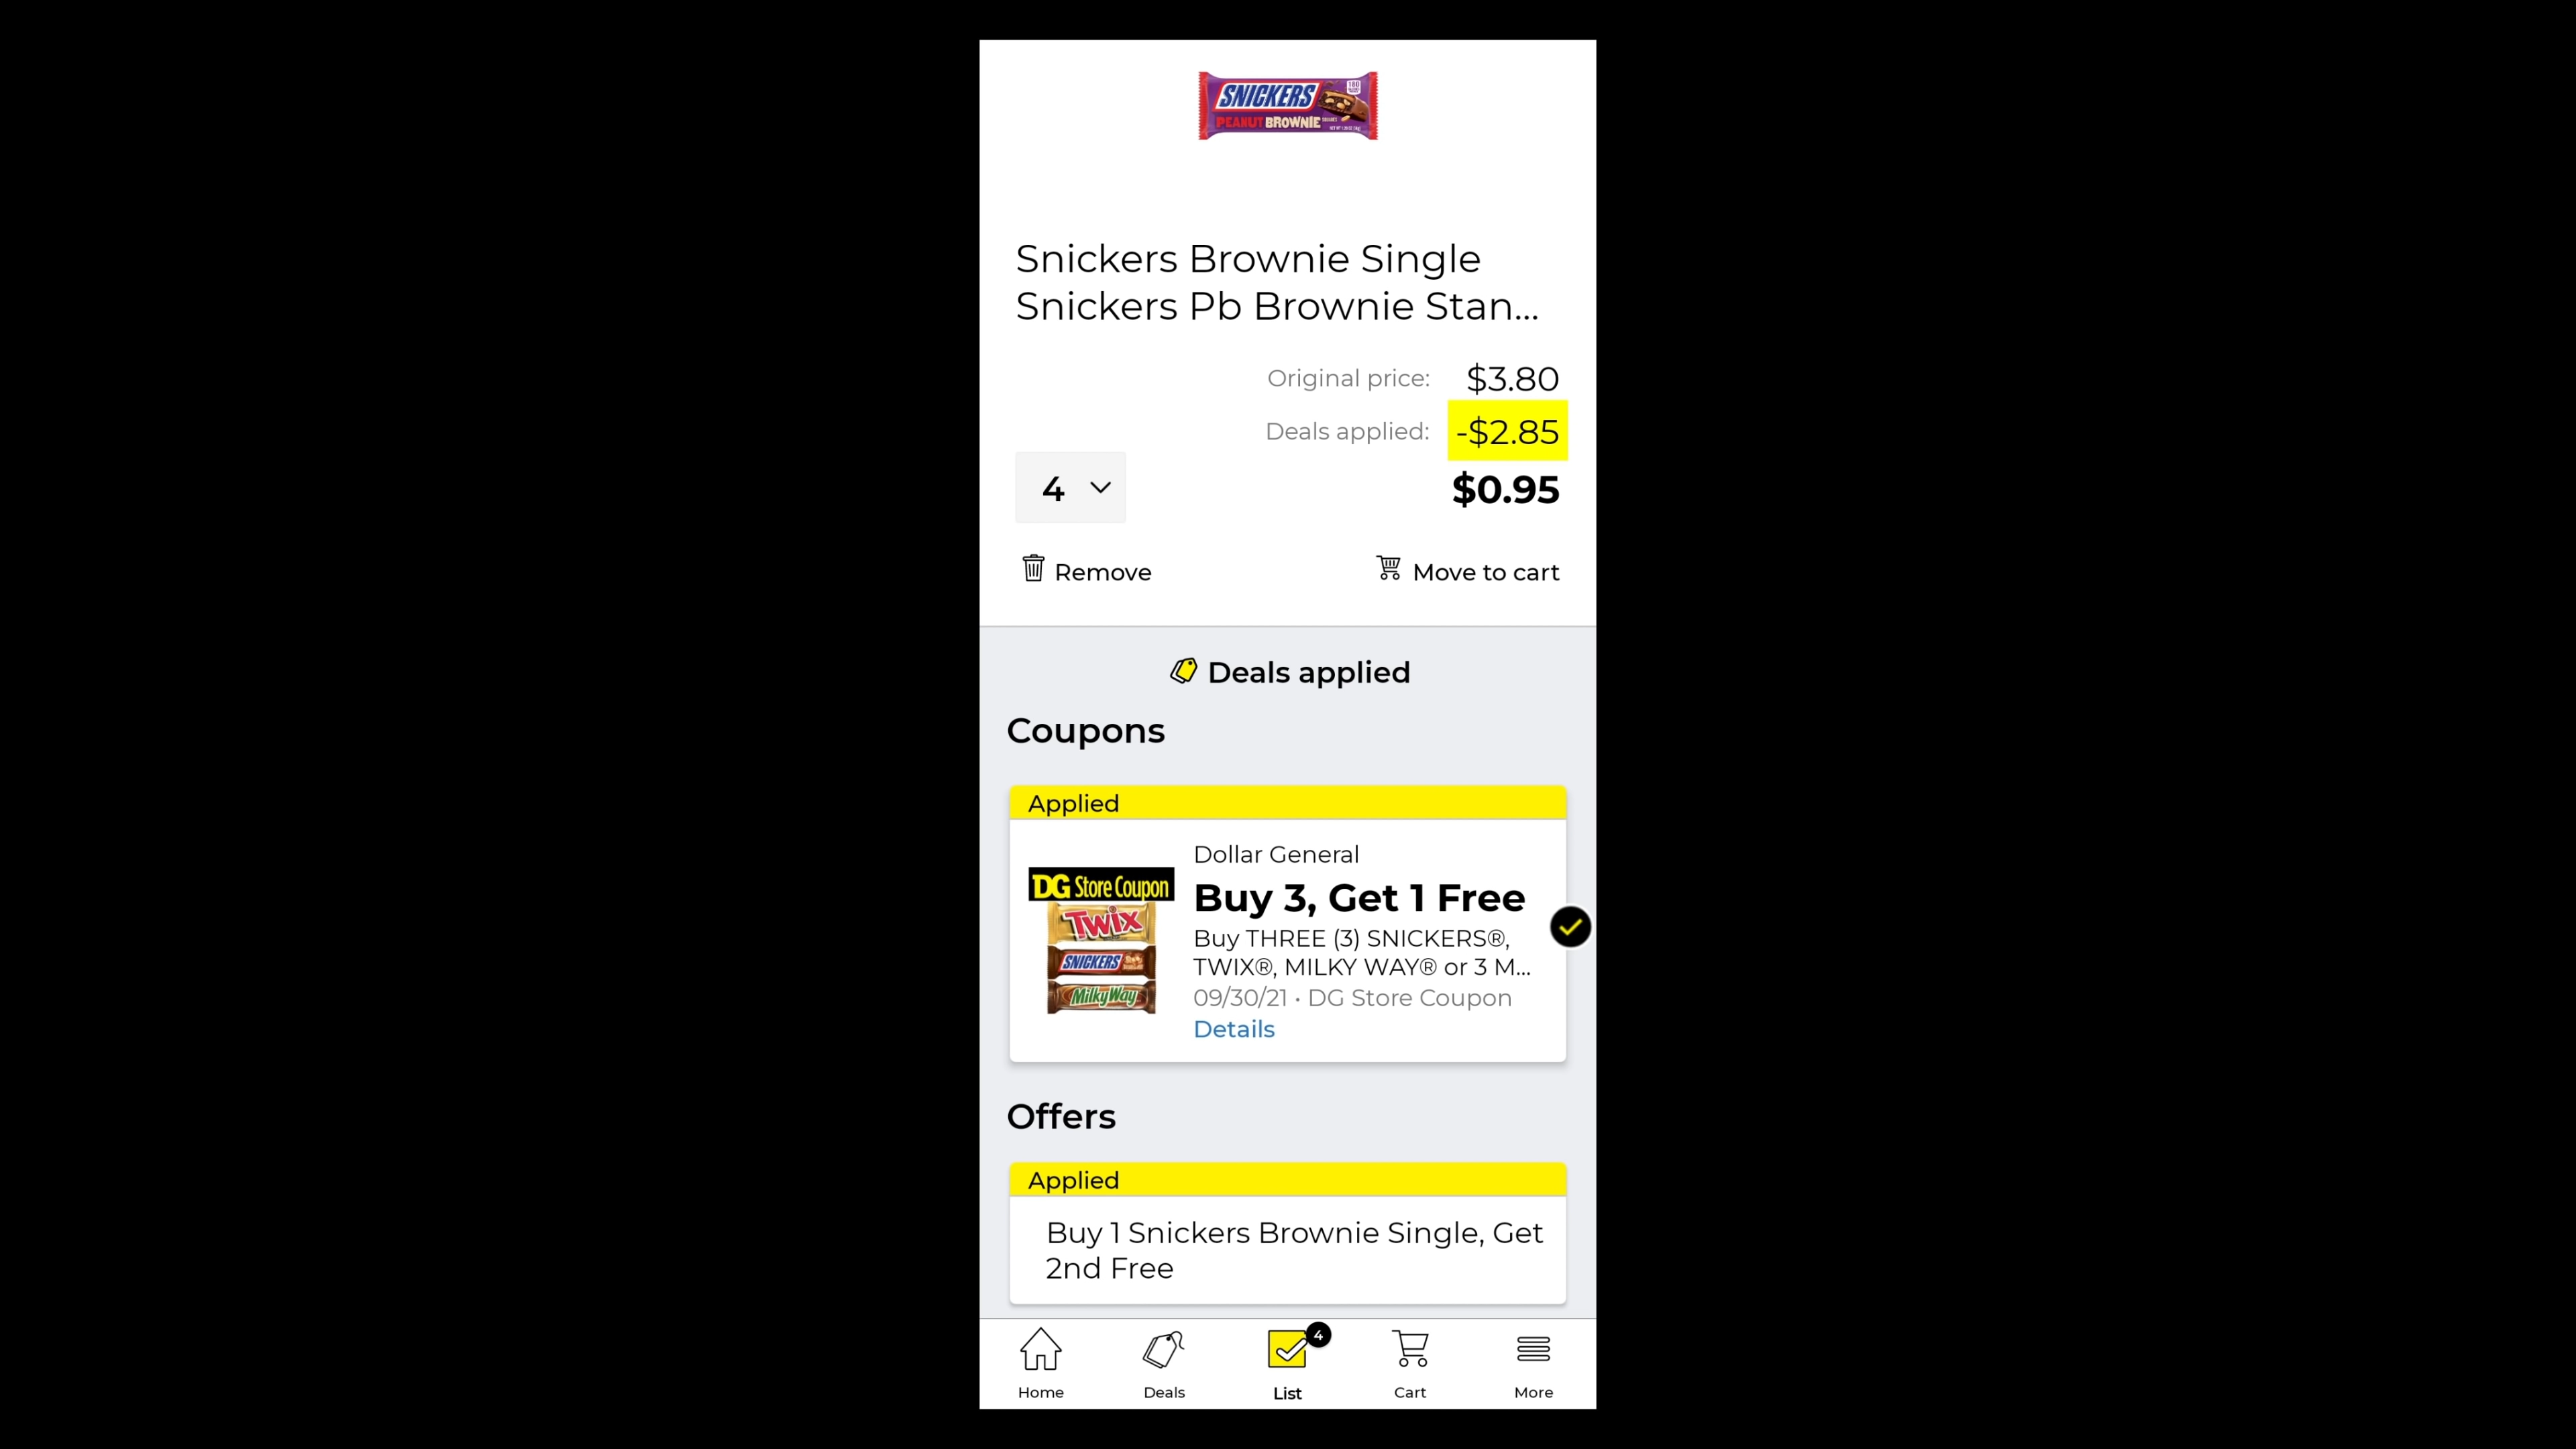 SNICKERS
PEANUT BROWNIE
180
Snickers Brownie Single
Snickers Pb Brownie Stan...
Original price: $3.80
Deals applied: -$2.85
4 $0.95
Remove Move to cart
Deals applied
Coupons
Applied
Dollar General
DG Store Coupon
Buy 3, Get 1 Free
TWIX
Buy THREE (3) SNICKERS®,
SNICKERS
TWIX®, MILKY WAY® or 3 M...
MilkyWay
09/30/21 • DG Store Coupon
Details
Offers
Applied
Buy 1 Snickers Brownie Single, Get
2nd Free
4
Home Deals List Cart More